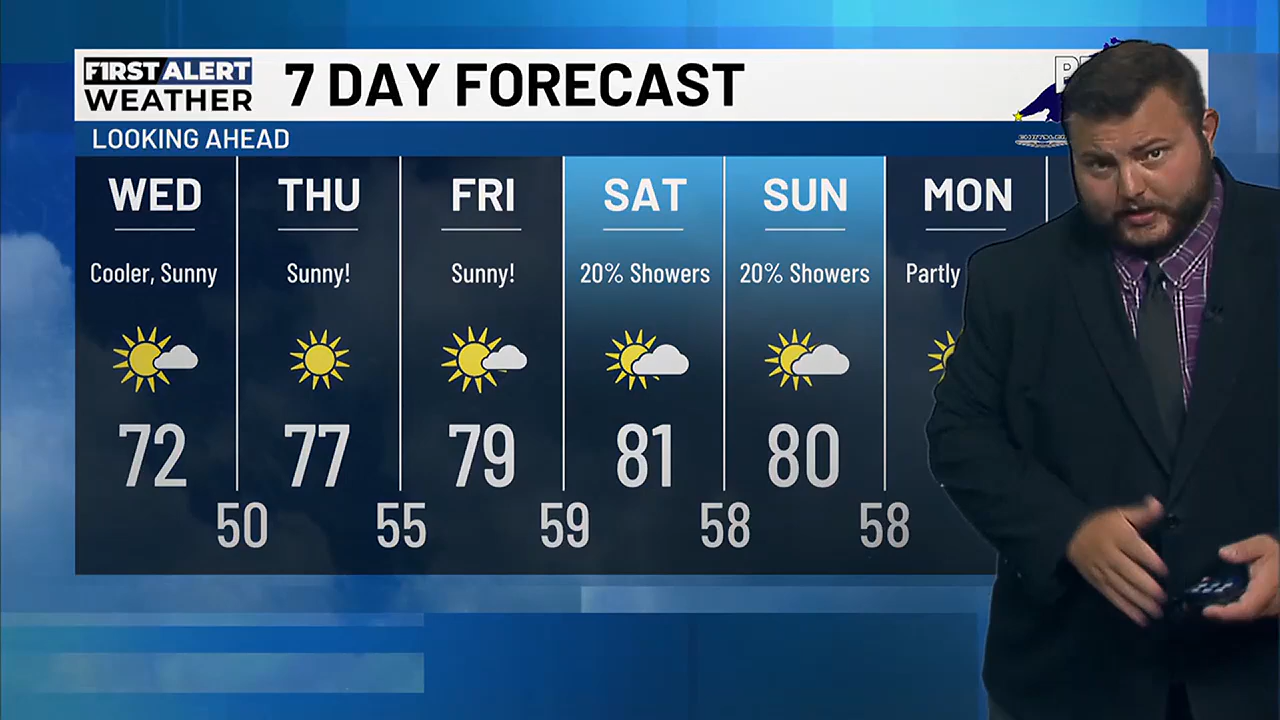 FIRST ALERT
WEATHER
7 DAY FORECAST
LOOKING AHEAD
WED THU FRI SAT SUN MON
Cooler, Sunny Sunny! Sunny! 20% Showers 20% Showers Partly
72 77 79 81 80
50 55 59 58 58